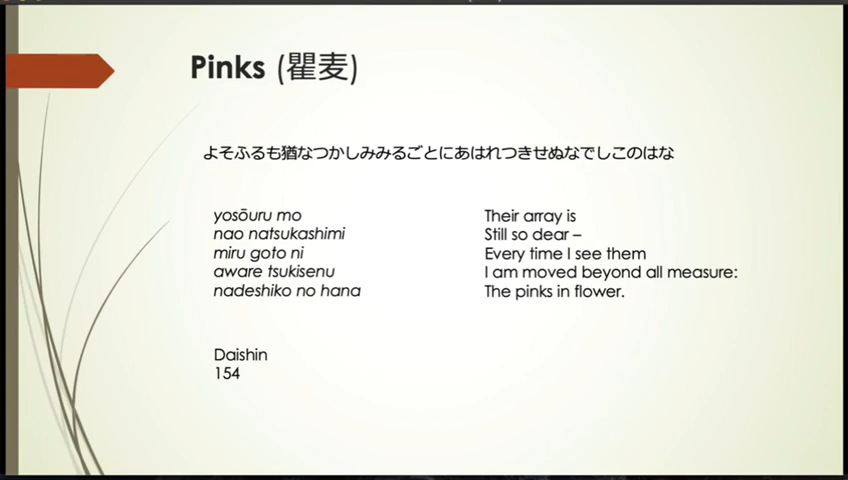 Pinks (瞿麦)
よそふるも猶なつかしみみるごとにあはれつきせぬなでしこのはな
yosōuru mo
nao natsukashimi
miru goto ni
aware tsukisenu
nadeshiko no hana
Their array is
Still so dear –
Every time I see them
I am moved beyond all measure:
The pinks in flower.
Daishin
154